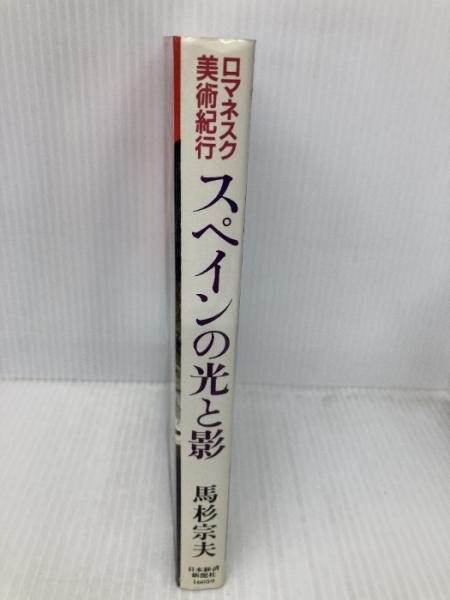 ロマネスク
美術紀行
スペインの光と影
馬杉宗夫
日本経済
新聞社
16059